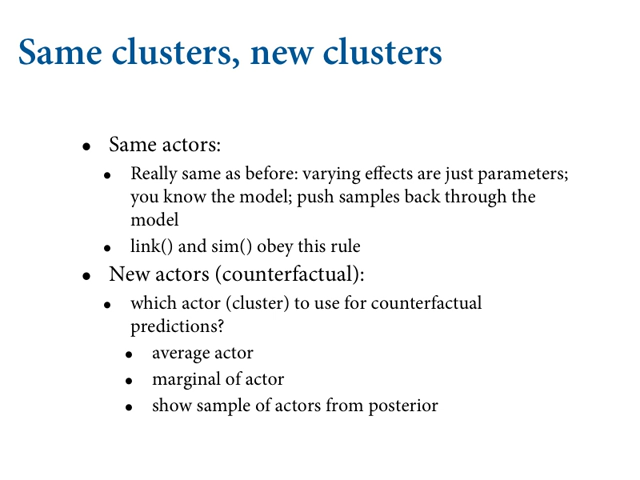 Same clusters, new clusters
• Same actors:
• Really same as before: varying effects are just parameters;
you know the model; push samples back through the
model
• link() and sim() obey this rule
• New actors (counterfactual):
• which actor (cluster) to use for counterfactual
predictions?
• average actor
• marginal of actor
• show sample of actors from posterior